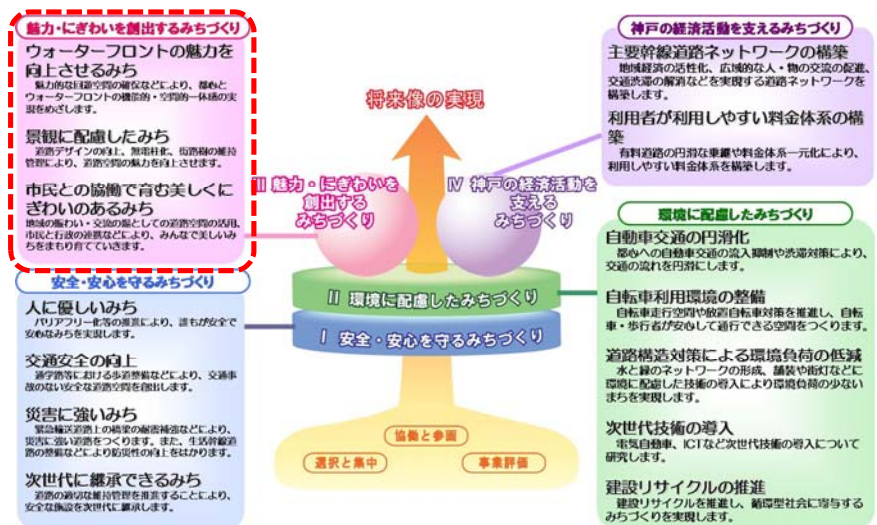 魅力・にぎわいを創出するみちづくり
ウォーターフロントの魅力を
向上させるみち
魅力的な回遊空間の確保などにより、都心と
ウォーターフロントの機能的・空間的一体感の実
現をめざします。
景観に配慮したみち
道路デザインの向上、無電柱化、街路樹の維持
管理により、道路空間の魅力を向上させます。
市民との協働で育む美しくに
ぎわいのあるみち
地域の賑わい・交流の場としての道路空間の活用、
市民と行政の連携などにより、みんなで美しいみ
ちをまもり育てていきます。
安全・安心を守るみちづくり
人に優しいみち
バリアフリー化等の推進により、誰もが安全で
安心なみちを実現します。
交通安全の向上
通学路等における歩道整備などにより、交通事
故のない安全な道路空間を創出します。
災害に強いみち
緊急輸送道路上の橋梁の耐震補強などにより、
災害に強い道路をつくります。また、生活幹線道
路の整備などにより防災性の向上をはかります。
次世代に継承できるみち
道路の適切な維持管理を推進することにより、
安全な施設を次世代に継承します。
将来像の実現
Ⅲ 魅力・にぎわいを
創出する
みちづくり
Ⅳ 神戸の経済活動を
支える
みちづくり
Ⅱ 環境に配慮したみちづくり
Ⅰ 安全・安心を守るみちづくり
協働と参画
選択と集中
事業評価
神戸の経済活動を支えるみちづくり
主要幹線道路ネットワークの構築
地域経済の活性化、広域的な人・物の交流の促進、
交通渋滞の解消などを実現する道路ネットワークを
構築します。
利用者が利用しやすい料金体系の構
築
有料道路の円滑な乗継や料金体系一元化により、
利用しやすい料金体系を構築します。
環境に配慮したみちづくり
自動車交通の円滑化
都心への自動車交通の流入抑制や渋滞対策により、
交通の流れを円滑にします。
自転車利用環境の整備
自転車走行空間や放置自転車対策を推進し、自転
車・歩行者が安心して通行できる空間をつくります。
道路構造対策による環境負荷の低減
水と緑のネットワークの形成、舗装や街灯などに
環境に配慮した技術の導入により環境負荷の少ない
まちを実現します。
次世代技術の導入
電気自動車、ICTなど次世代技術の導入について
研究します。
建設リサイクルの推進
建設リサイクルを推進し、循環型社会に寄与する
みちづくりを実現します。